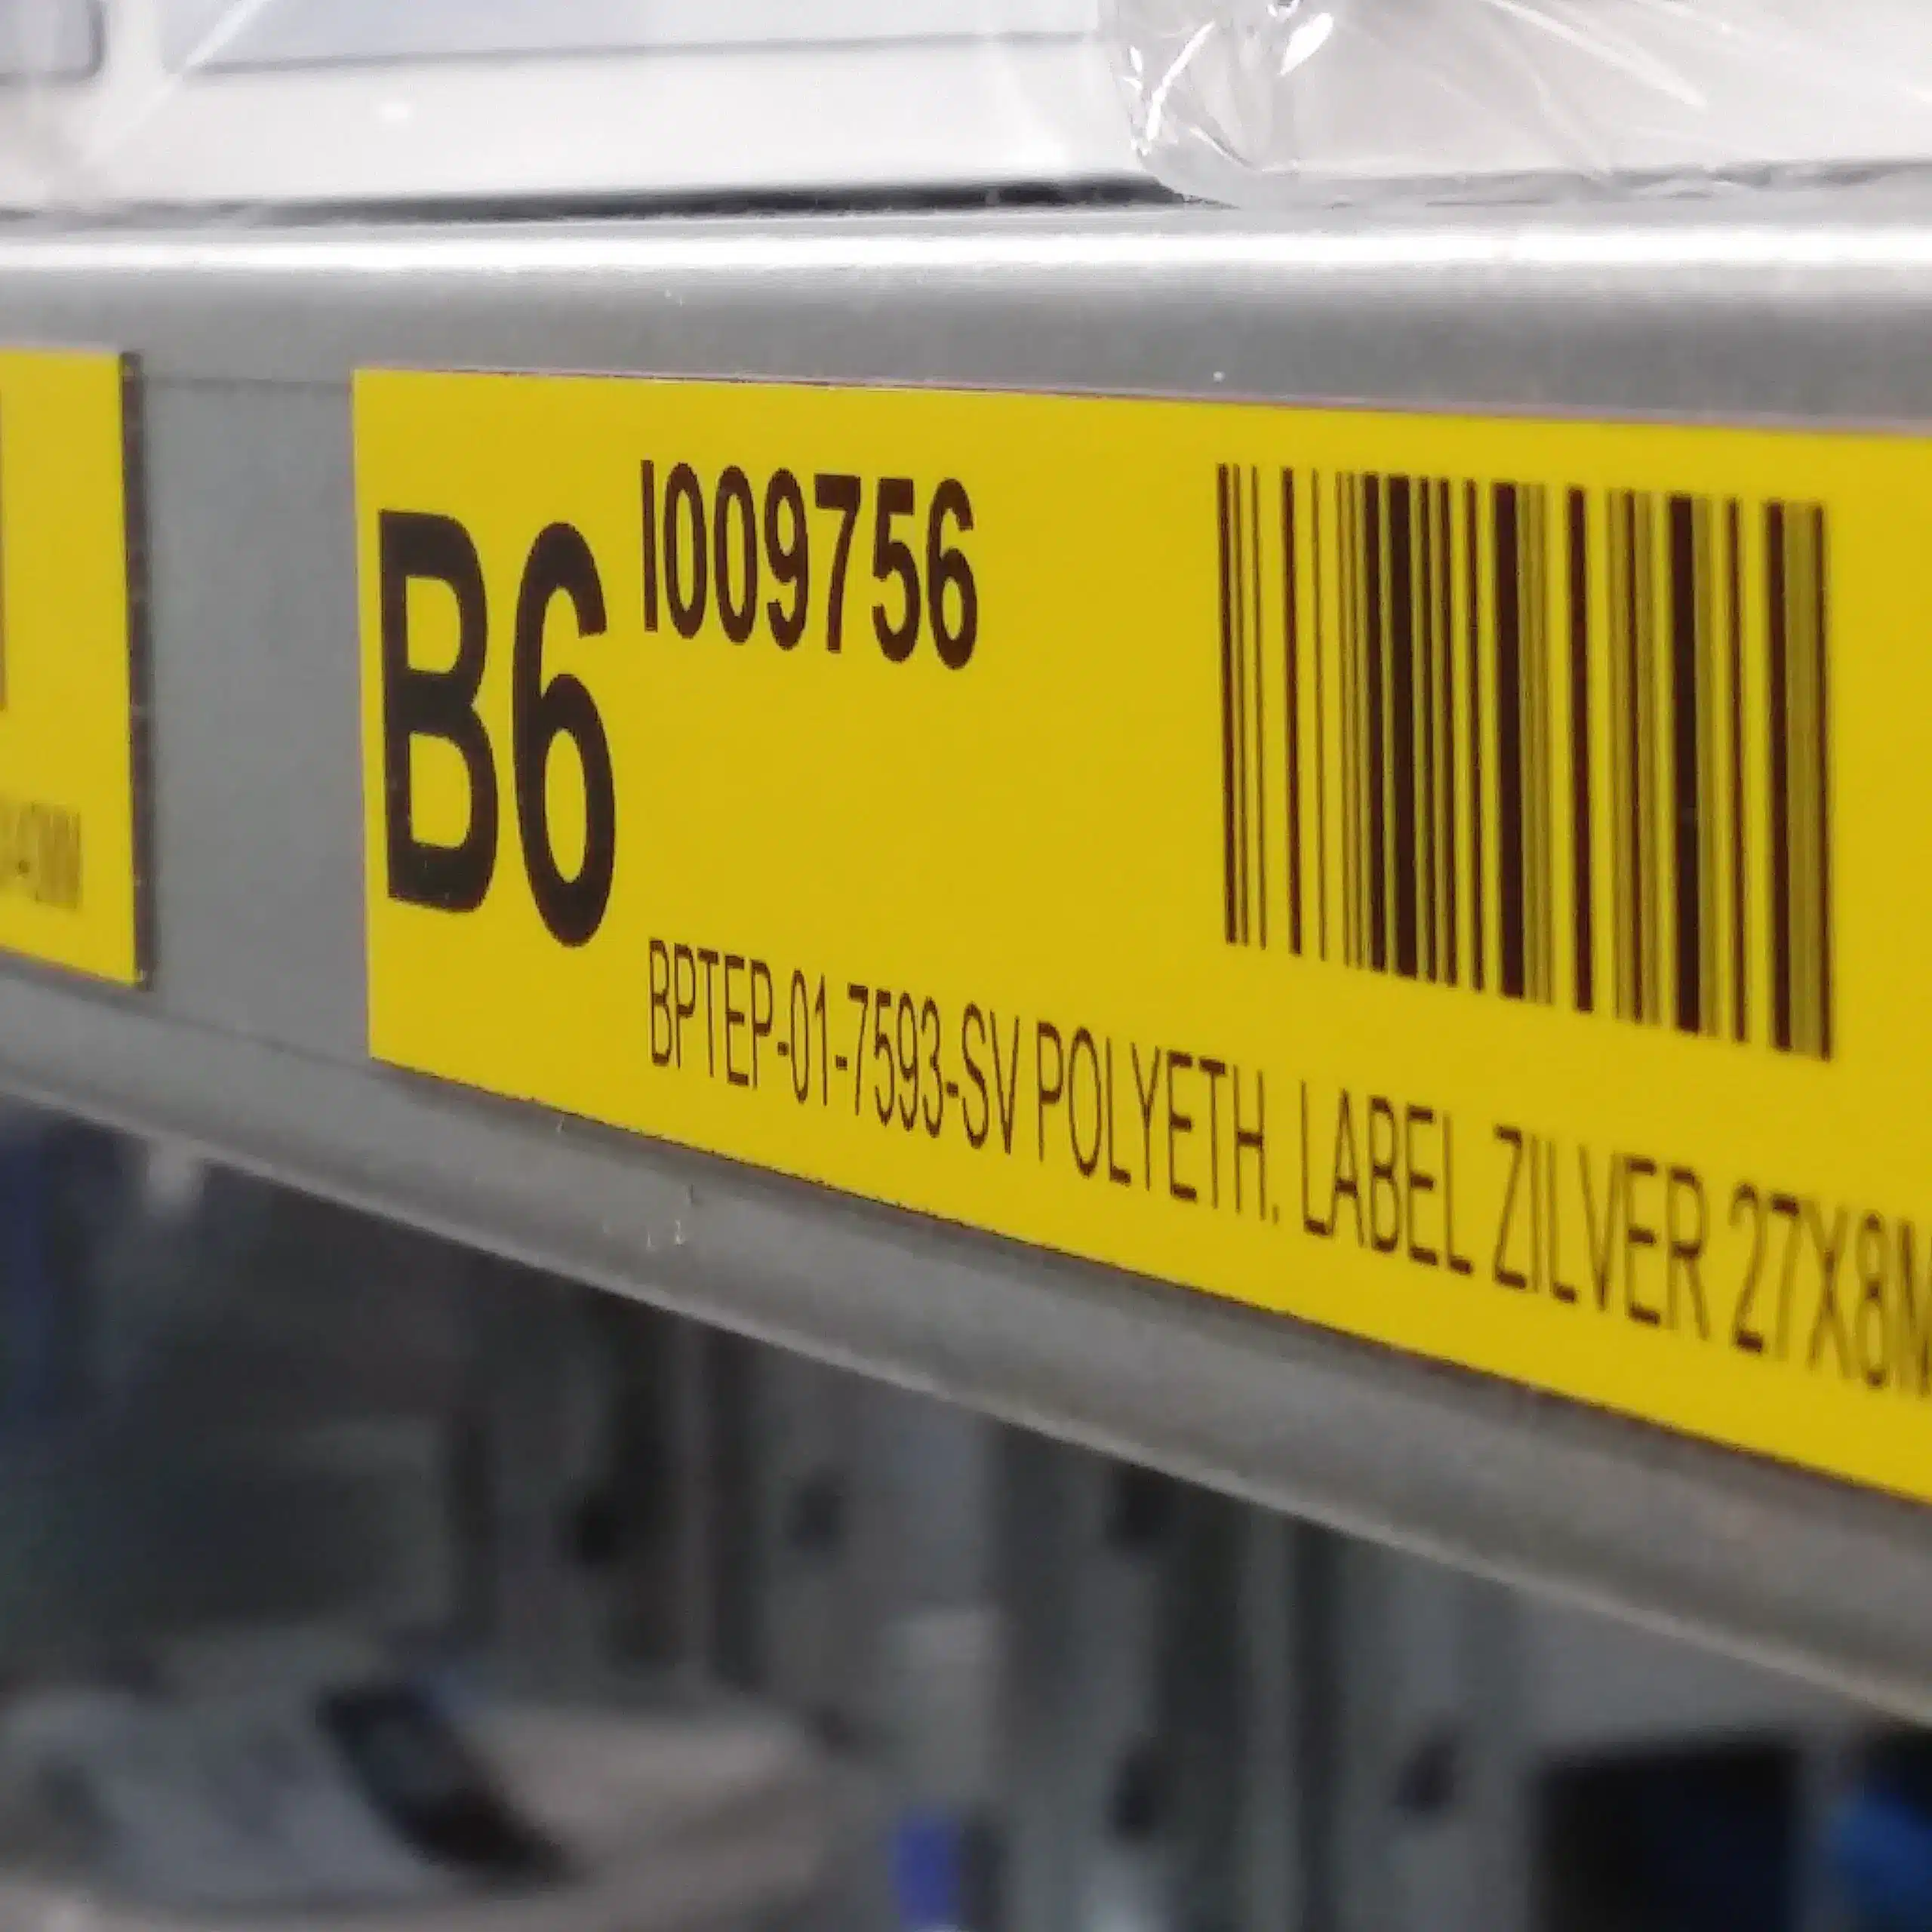 B6
I009756
BPTEP-01-7593-SV POLYETH. LABEL ZILVER 27X8M